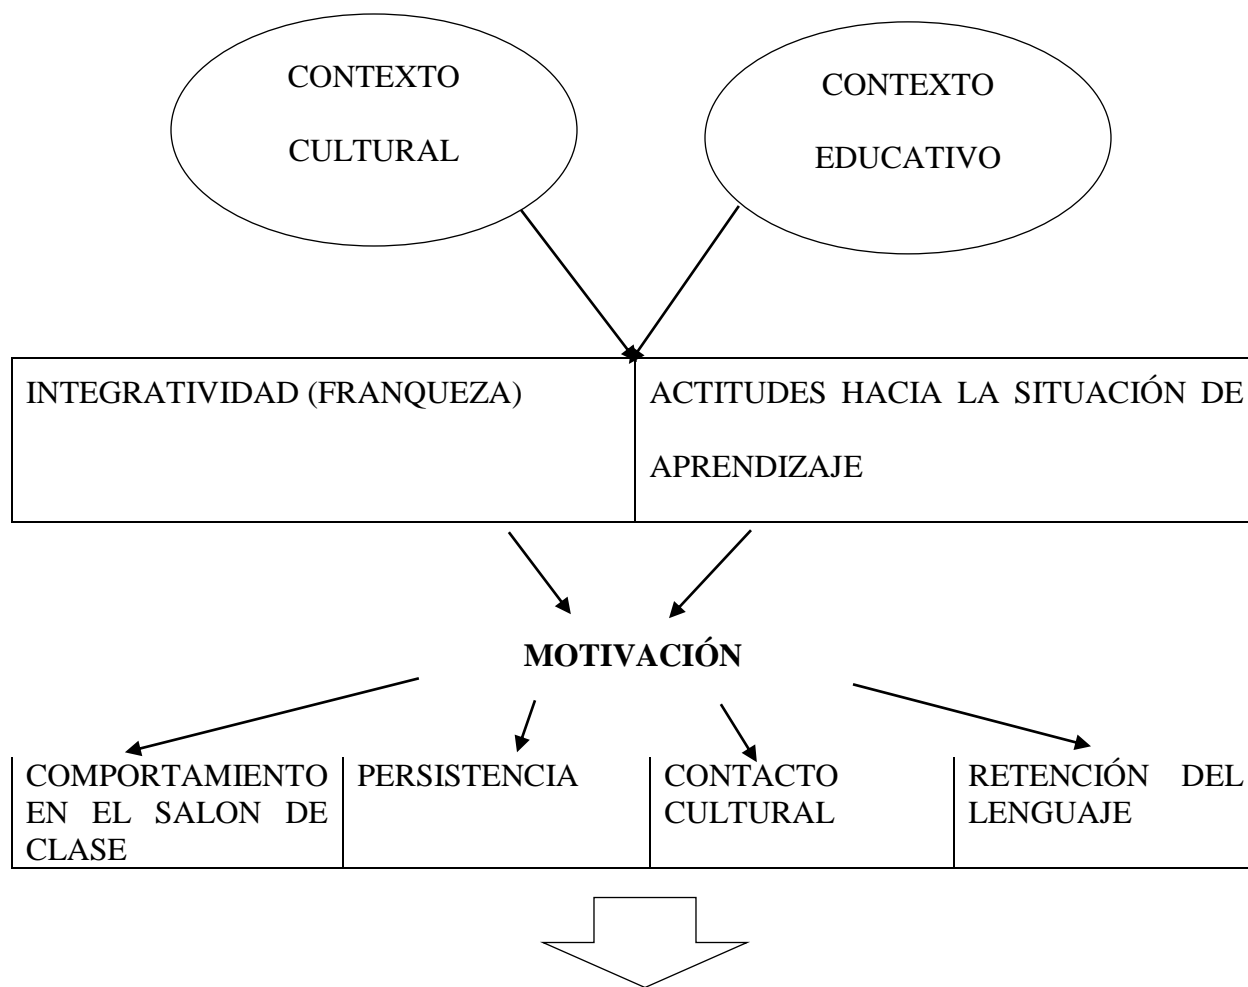 CONTEXTO
CULTURAL
CONTEXTO
EDUCATIVO
INTEGRATIVIDAD (FRANQUEZA)
ACTITUDES HACIA LA SITUACIÓN DE
APRENDIZAJE
MOTIVACIÓN
COMPORTAMIENTO
EN EL SALON DE
CLASE
PERSISTENCIA
CONTACTO
CULTURAL
RETENCIÓN DEL
LENGUAJE